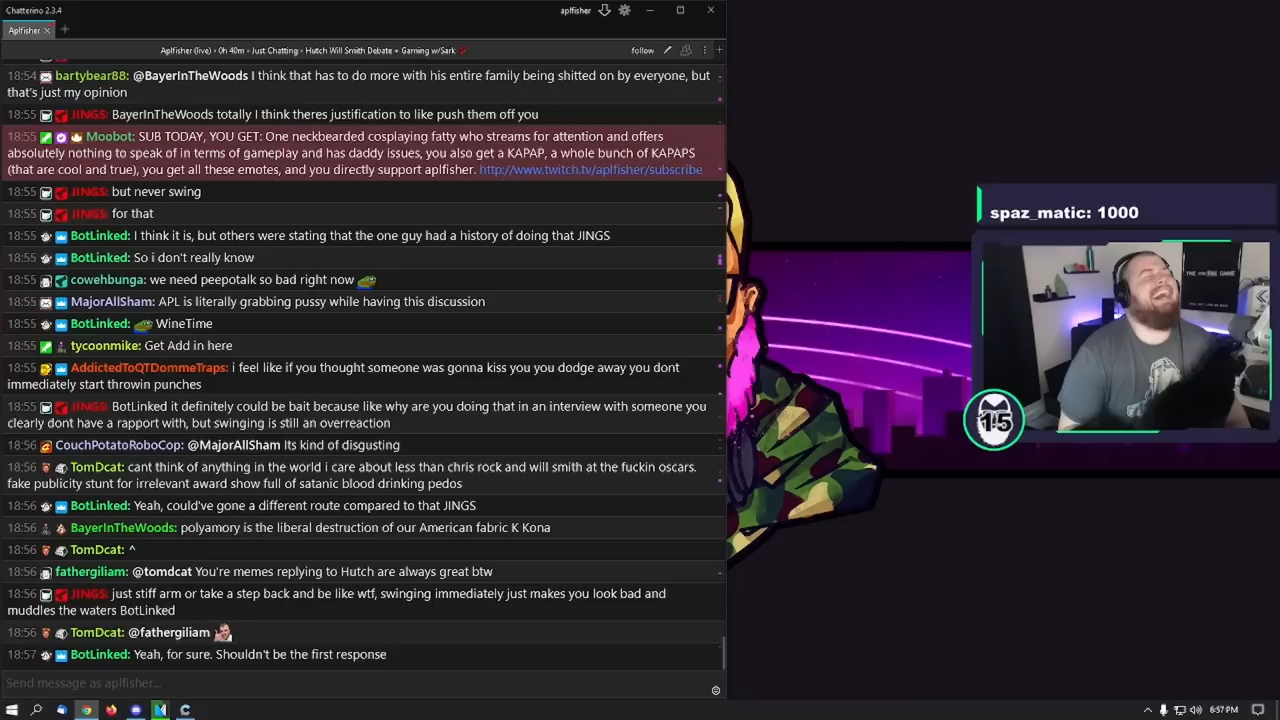 Chatterino 2.3.4
aplfisher
Aplfisher
Aplfisher (live) • 0h 40m • Just Chatting • Hutch Will Smith Debate + Gaming w/Sark
follow
18:54 bartybear88: @BayerInTheWoods I think that has to do more with his entire family being shitted on by everyone, but
that's just my opinion
18:55 JINGS: BayerInTheWoods totally I think theres justification to like push them off you
18:55 Moobot: SUB TODAY, YOU GET: One neckbearded cosplaying fatty who streams for attention and offers
absolutely nothing to speak of in terms of gameplay and has daddy issues, you also get a KAPAP, a whole bunch of KAPAPS
(that are cool and true), you get all these emotes, and you directly support aplfisher. http://www.twitch.tv/aplfisher/subscribe
18:55 JINGS: but never swing
18:55 JINGS: for that
18:55 BotLinked: I think it is, but others were stating that the one guy had a history of doing that JINGS
18:55 BotLinked: So i don't really know
18:55 cowehbunga: we need peepotalk so bad right now
18:55 MajorAllSham: APL is literally grabbing pussy while having this discussion
18:55 BotLinked: WineTime
18:55 tycoonmike: Get Add in here
18:55 AddictedToQTDommeTraps: i feel like if you thought someone was gonna kiss you you dodge away you dont
immediately start throwin punches
18:55 JINGS: BotLinked it definitely could be bait because like why are you doing that in an interview with someone you
clearly dont have a rapport with, but swinging is still an overreaction
18:56 CouchPotatoRoboCop: @MajorAllSham Its kind of disgusting
18:56 TomDcat: cant think of anything in the world i care about less than chris rock and will smith at the fuckin oscars.
fake publicity stunt for irrelevant award show full of satanic blood drinking pedos
18:56 BotLinked: Yeah, could've gone a different route compared to that JINGS
18:56 BayerInTheWoods: polyamory is the liberal destruction of our American fabric K Kona
18:56 TomDcat: ^
18:56 fathergiliam: @tomdcat You're memes replying to Hutch are always great btw
18:56 JINGS: just stiff arm or take a step back and be like wtf, swinging immediately just makes you look bad and
muddles the waters BotLinked
18:56 TomDcat: @fathergiliam
18:57 BotLinked: Yeah, for sure. Shouldn't be the first response
Send message as aplfisher...
spaz_matic: 1000
THE GAME
15
6:57 PM